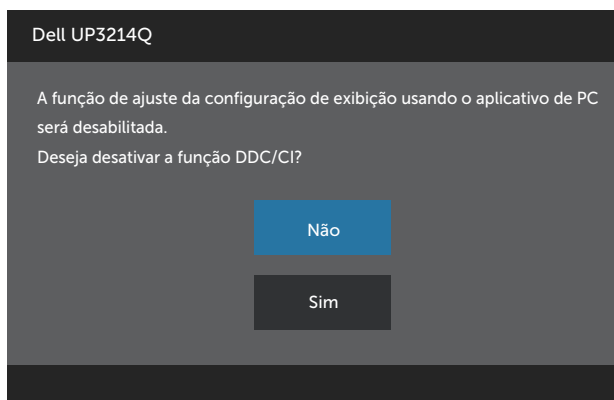 Dell UP3214Q
A função de ajuste da configuração de exibição usando o aplicativo de PC
será desabilitada.
Deseja desativar a função DDC/CI?
Não
Sim